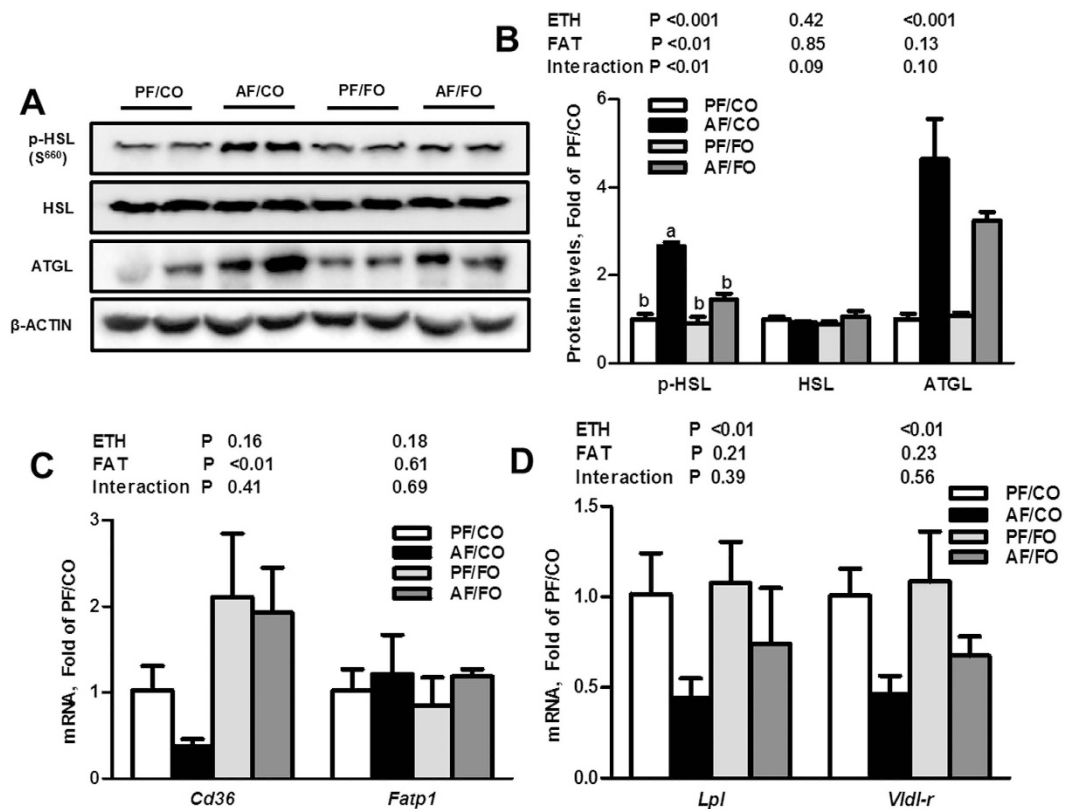 A
PF/CO AF/CO PF/FO AF/FO
p-HSL
(S660)
HSL
ATGL
β-ACTIN
B
ETH P <0.001 0.42 <0.001
FAT P <0.01 0.85 0.13
Interaction P <0.01 0.09 0.10
Protein levels, Fold of PF/CO
6
4
2
0
PF/CO
AF/CO
PF/FO
AF/FO
b a b b
p-HSL HSL ATGL
C
ETH P 0.16 0.18
FAT P <0.01 0.61
Interaction P 0.41 0.69
mRNA, Fold of PF/CO
3
2
1
0
PF/CO
AF/CO
PF/FO
AF/FO
Cd36 Fatp1
D
ETH P <0.01 <0.01
FAT P 0.21 0.23
Interaction P 0.39 0.56
mRNA, Fold of PF/CO
1.5
1.0
0.5
0.0
PF/CO
AF/CO
PF/FO
AF/FO
Lpl Vldl-r